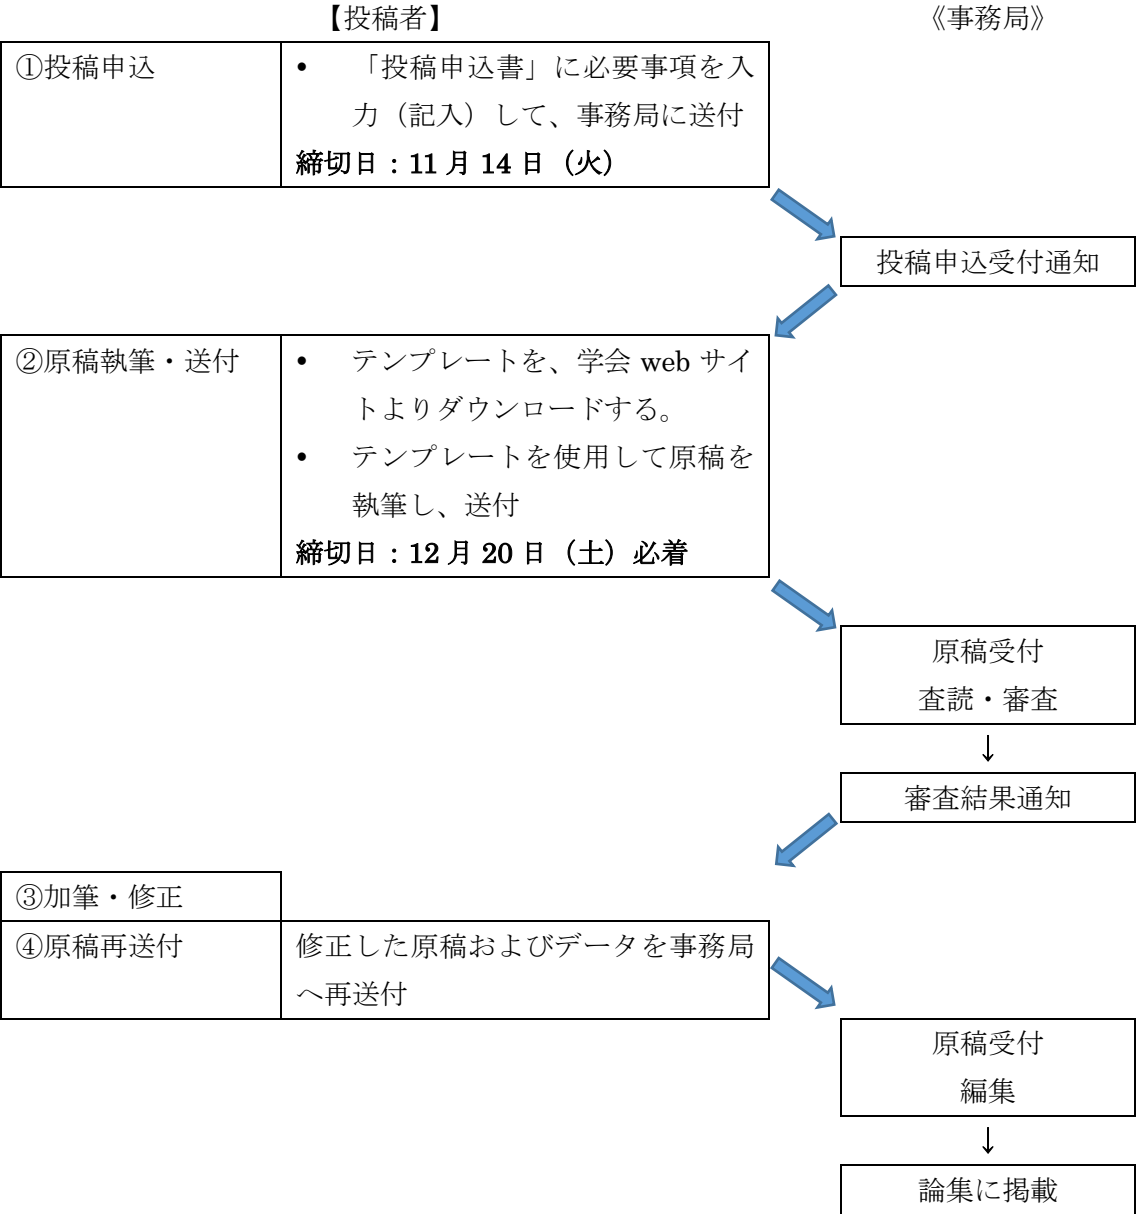 【投稿者】
《事務局》
①投稿申込
• 「投稿申込書」に必要事項を入
力（記入）して、事務局に送付
締切日：11 月 14 日（火）
投稿申込受付通知
②原稿執筆・送付
• テンプレートを、学会 web サイ
トよりダウンロードする。
• テンプレートを使用して原稿を
執筆し、送付
締切日：12 月 20 日（土）必着
原稿受付
査読・審査
↓
審査結果通知
③加筆・修正
④原稿再送付
修正した原稿およびデータを事務局
へ再送付
原稿受付
編集
↓
論集に掲載